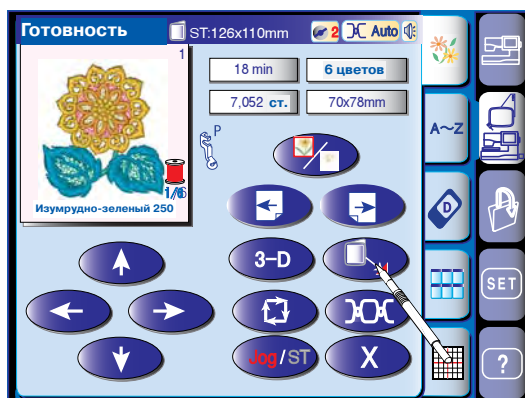 Готовность
ST:126x110mm
2
Auto
1
18 min
6 цветов
7,052 ст.
70x78mm
P
1/6
Изумрудно-зеленый 250
3-D
Jog/ST
X
A~Z
D
SET
?